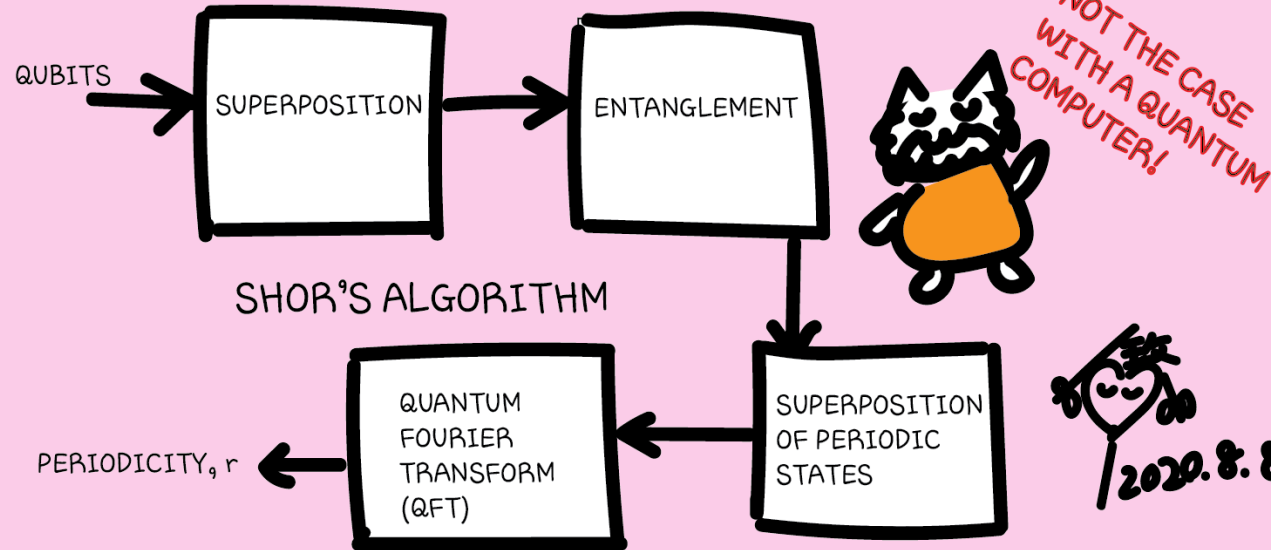 NOT THE CASE
WITH A QUANTUM
COMPUTER!
QUBITS
SUPERPOSITION
ENTANGLEMENT
SHOR'S ALGORITHM
SUPERPOSITION
OF PERIODIC
STATES
QUANTUM
FOURIER
TRANSFORM
(QFT)
PERIODICITY, r
2020.8.8